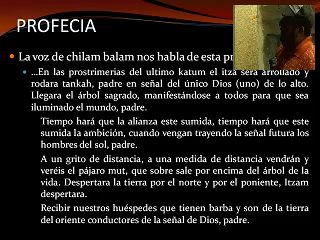 PROFECIA
La voz de chilam balam nos habla de esta
...En las prostrimerias del ultimo katum el itzá será arrollado y
rodara tankah, padre en señal del único Dios (uno) de lo alto.
Llegara el árbol sagrado, manifestándose a todos para que sea
iluminado el mundo, padre.
Tiempo hará que la alianza este sumida, tiempo hará que este
sumida la ambición, cuando vengan trayendo la señal futura los
hombres del sol, padre.
A un grito de distancia, a una medida de distancia vendrán y
veréis el pájaro mut, que sobre sale por encima del árbol de la
vida. Despertara la tierra por el norte y por el poniente, Itzam
despertara.
Recibir nuestros huéspedes que tienen barba y son de la tierra
del oriente conductores de la señal de Dios, padre.